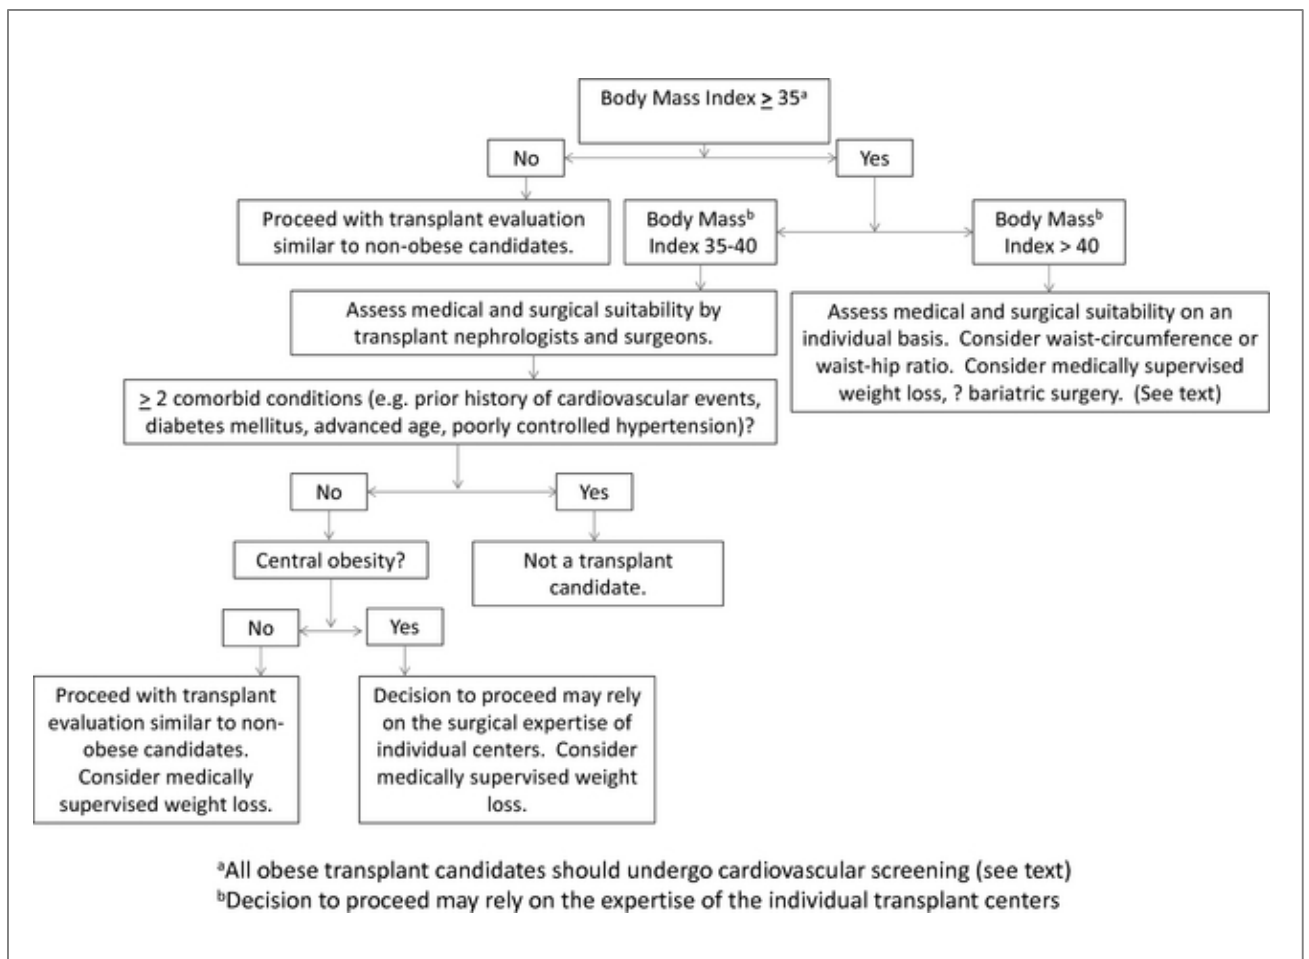 Body Mass Index ≥ 35ᵃ
No
Yes
Proceed with transplant evaluation
similar to non-obese candidates.
Body Massᵇ
Index 35-40
Body Massᵇ
Index > 40
Assess medical and surgical suitability by
transplant nephrologists and surgeons.
Assess medical and surgical suitability on an
individual basis. Consider waist-circumference or
waist-hip ratio. Consider medically supervised
weight loss, ? bariatric surgery. (See text)
≥ 2 comorbid conditions (e.g. prior history of cardiovascular events,
diabetes mellitus, advanced age, poorly controlled hypertension)?
No
Yes
Central obesity?
Not a transplant
candidate.
No
Yes
Proceed with transplant
evaluation similar to non-
obese candidates.
Consider medically
supervised weight loss.
Decision to proceed may rely
on the surgical expertise of
individual centers. Consider
medically supervised weight
loss.
ᵃAll obese transplant candidates should undergo cardiovascular screening (see text)
ᵇDecision to proceed may rely on the expertise of the individual transplant centers